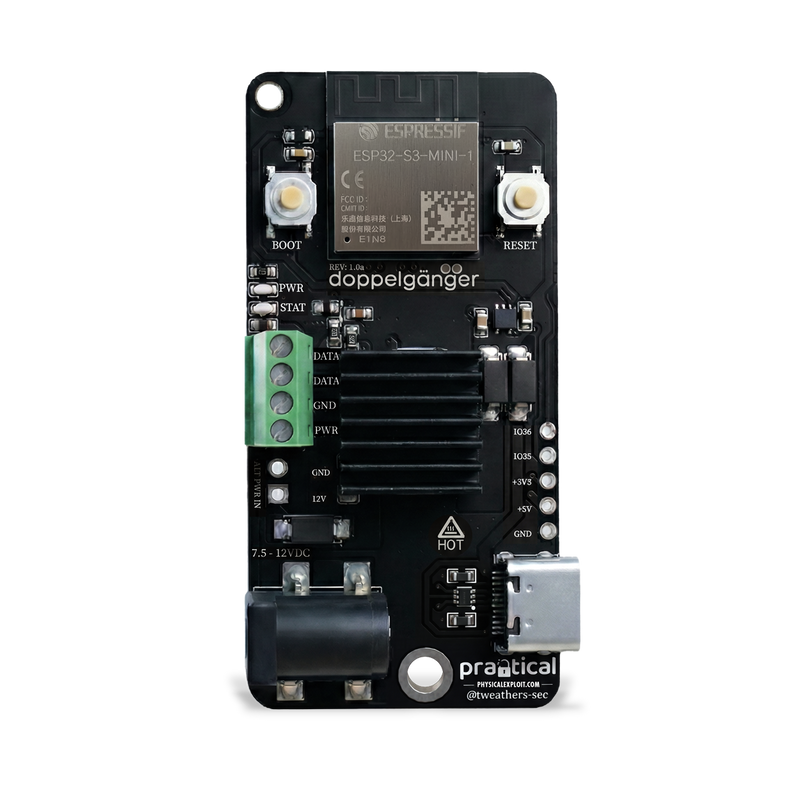 ESPRESSIF
ESP32-S3-MINI-1
CE
FCC ID:
CMIIT ID:
乐鑫信息科技（上海）
股份有限公司
E1N8
BOOT
RESET
REV: 1.0a
doppelgänger
PWR
STAT
DATA
DATA
GND
PWR
IO36
IO35
+3V3
+5V
GND
GND
12V
ALT PWR IN
HOT
7.5 - 12VDC
practical
PHYSICALEXPLOIT.COM
@tweathers-sec